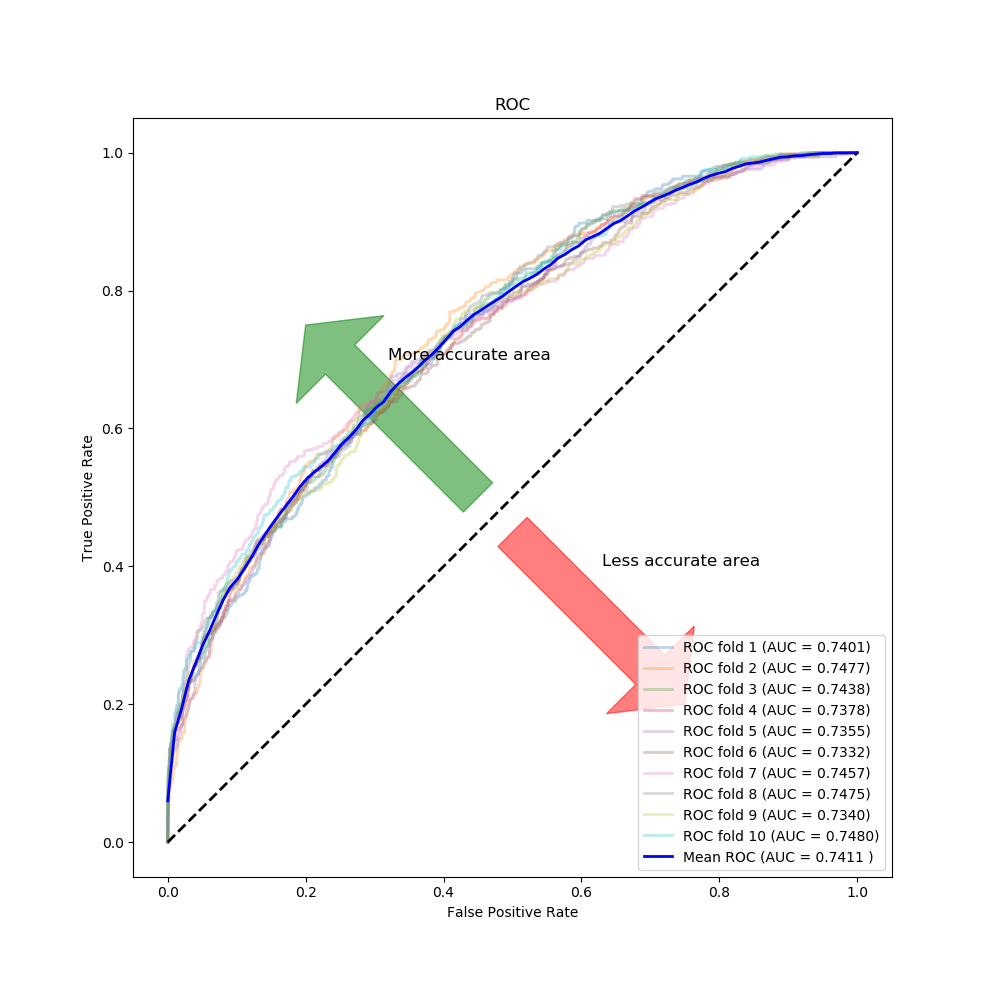 ROC
1.0
0.8
0.6
0.4
0.2
0.0
True Positive Rate
More accurate area
Less accurate area
ROC fold 1 (AUC = 0.7401)
ROC fold 2 (AUC = 0.7477)
ROC fold 3 (AUC = 0.7438)
ROC fold 4 (AUC = 0.7378)
ROC fold 5 (AUC = 0.7355)
ROC fold 6 (AUC = 0.7332)
ROC fold 7 (AUC = 0.7457)
ROC fold 8 (AUC = 0.7475)
ROC fold 9 (AUC = 0.7340)
ROC fold 10 (AUC = 0.7480)
Mean ROC (AUC = 0.7411 )
0.0 0.2 0.4 0.6 0.8 1.0
False Positive Rate